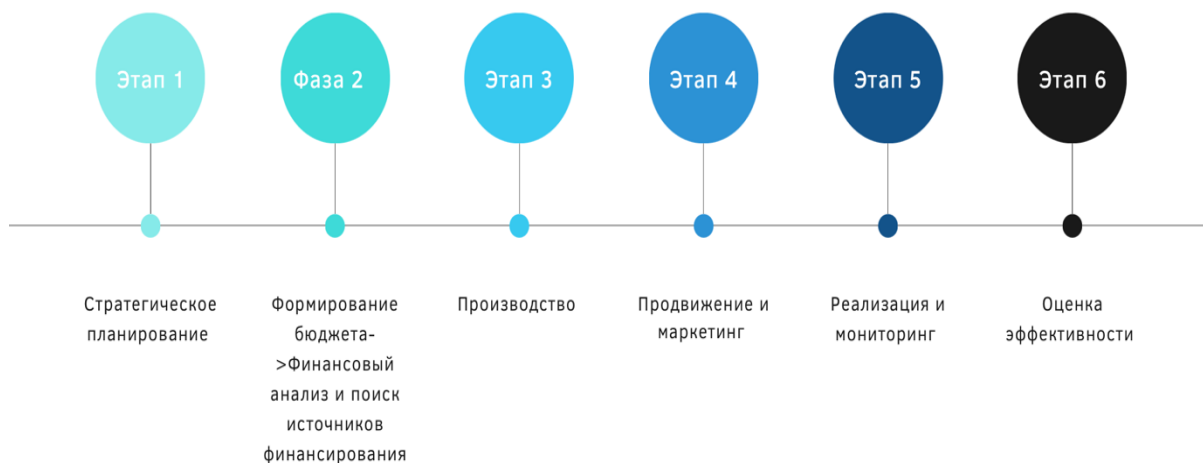 Этап 1
Фаза 2
Этап 3
Этап 4
Этап 5
Этап 6
Стратегическое
планирование
Формирование
бюджета-
>Финансовый
анализ и поиск
источников
финансирования
Производство
Продвижение и
маркетинг
Реализация и
мониторинг
Оценка
эффективности